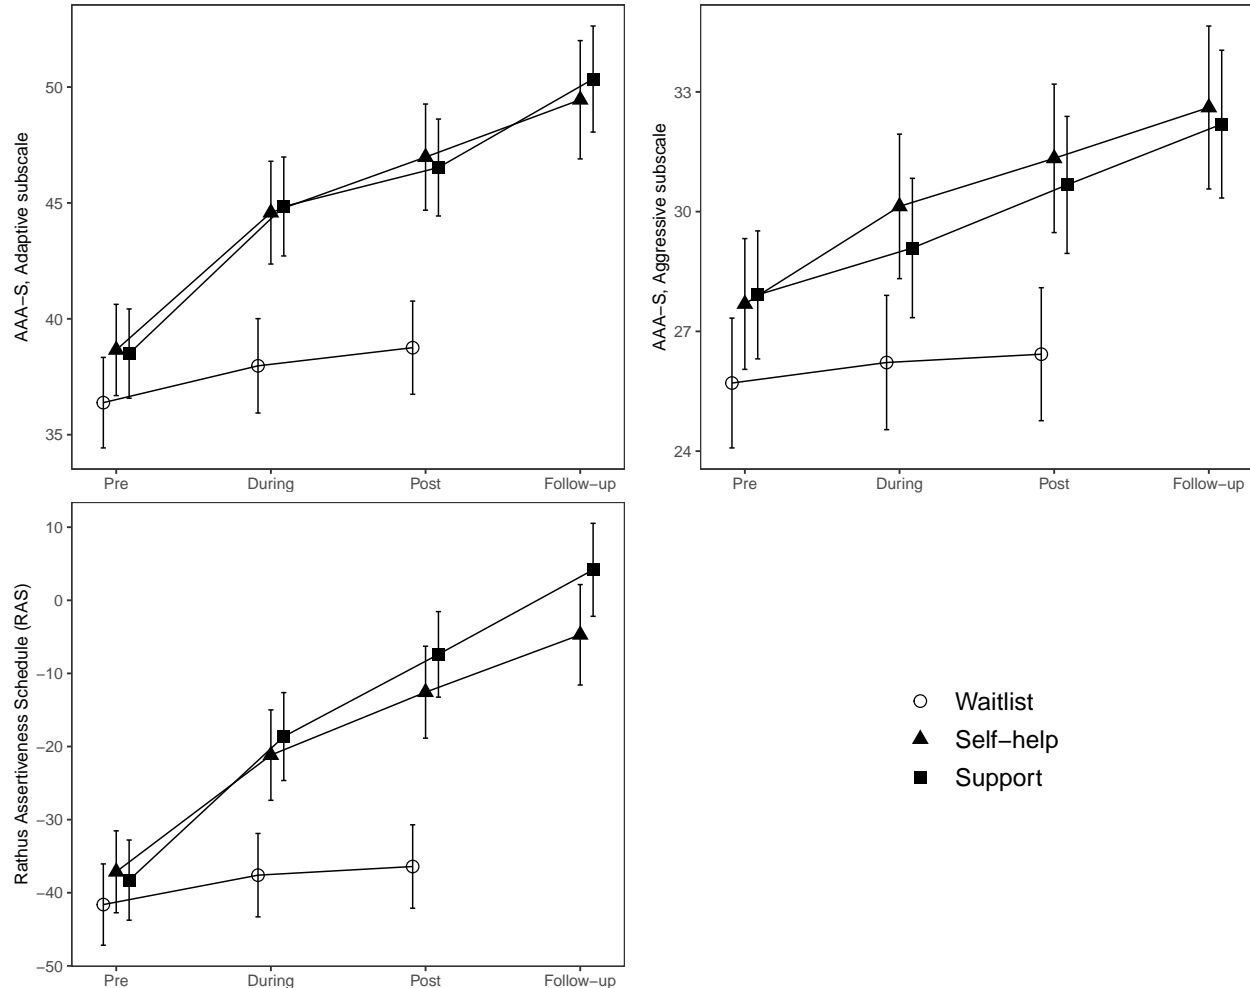 AAA−S, Adaptive subscale
50
45
40
35
Pre During Post Follow−up
AAA−S, Aggressive subscale
33
30
27
24
Pre During Post Follow−up
Rathus Assertiveness Schedule (RAS)
10
0
−10
−20
−30
−40
−50
Pre During Post Follow−up
Waitlist
Self−help
Support